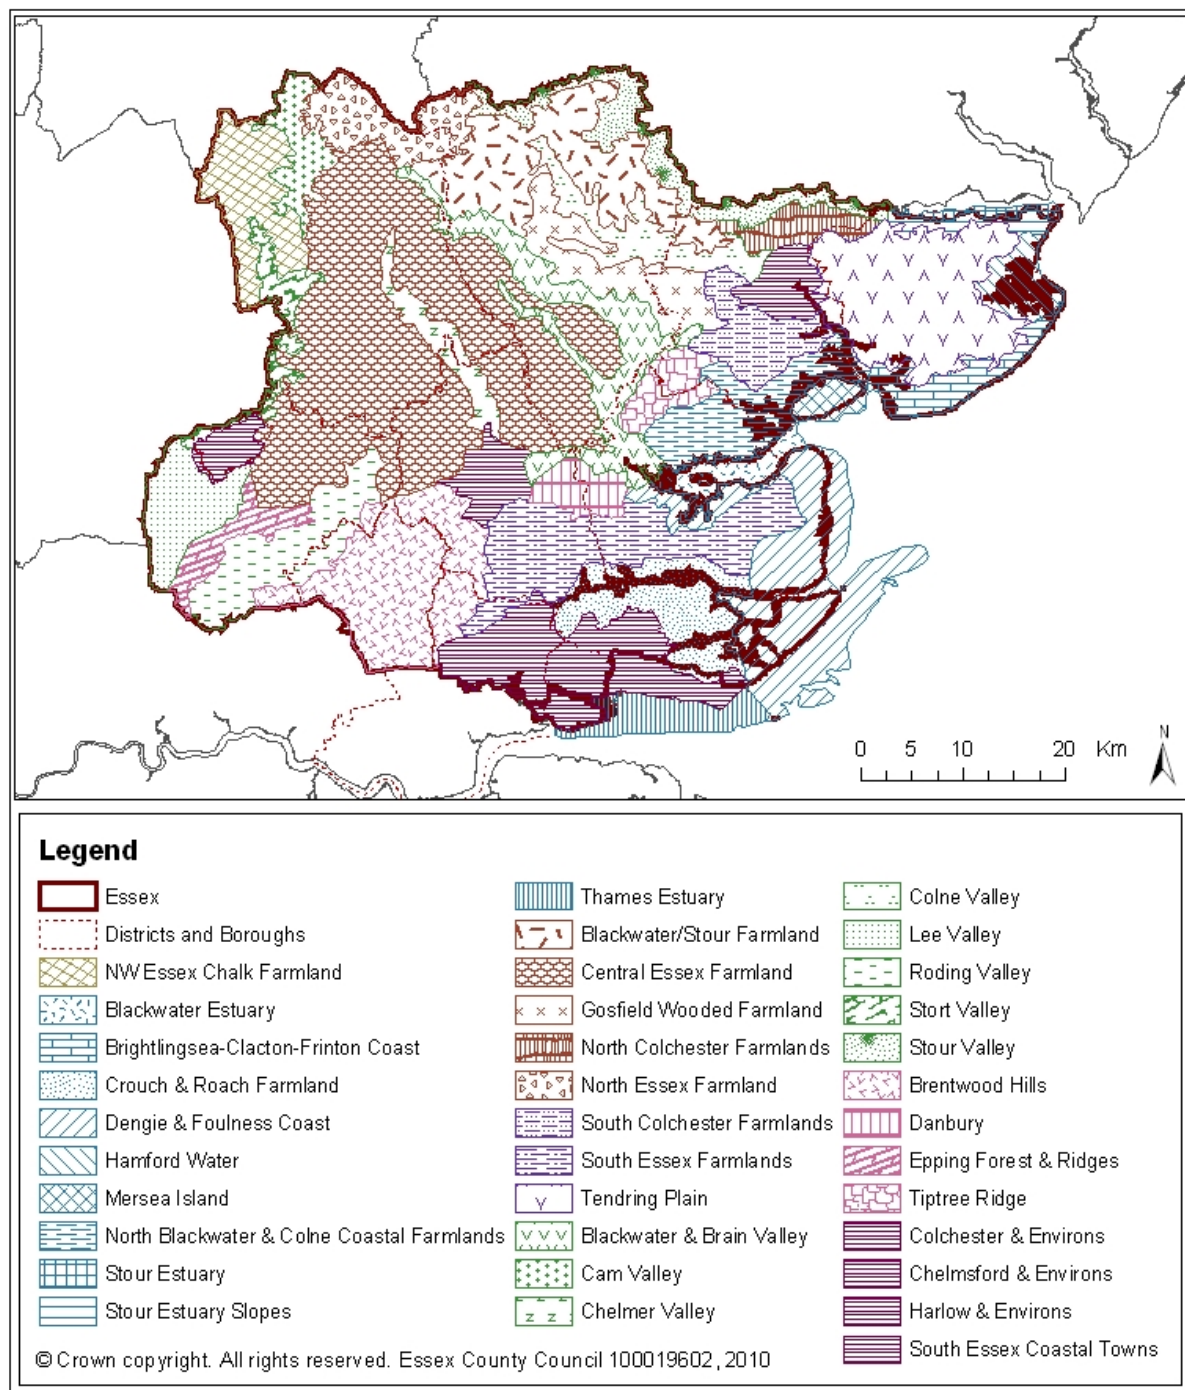 N
0 5 10 20 Km
Legend
Essex
Districts and Boroughs
NW Essex Chalk Farmland
Blackwater Estuary
Brightlingsea-Clacton-Frinton Coast
Crouch & Roach Farmland
Dengie & Foulness Coast
Hamford Water
Mersea Island
North Blackwater & Colne Coastal Farmlands
Stour Estuary
Stour Estuary Slopes
Thames Estuary
Blackwater/Stour Farmland
Central Essex Farmland
Gosfield Wooded Farmland
North Colchester Farmlands
North Essex Farmland
South Colchester Farmlands
South Essex Farmlands
Tendring Plain
Blackwater & Brain Valley
Cam Valley
Chelmer Valley
Colne Valley
Lee Valley
Roding Valley
Stort Valley
Stour Valley
Brentwood Hills
Danbury
Epping Forest & Ridges
Tiptree Ridge
Colchester & Environs
Chelmsford & Environs
Harlow & Environs
South Essex Coastal Towns
© Crown copyright. All rights reserved. Essex County Council 100019602, 2010